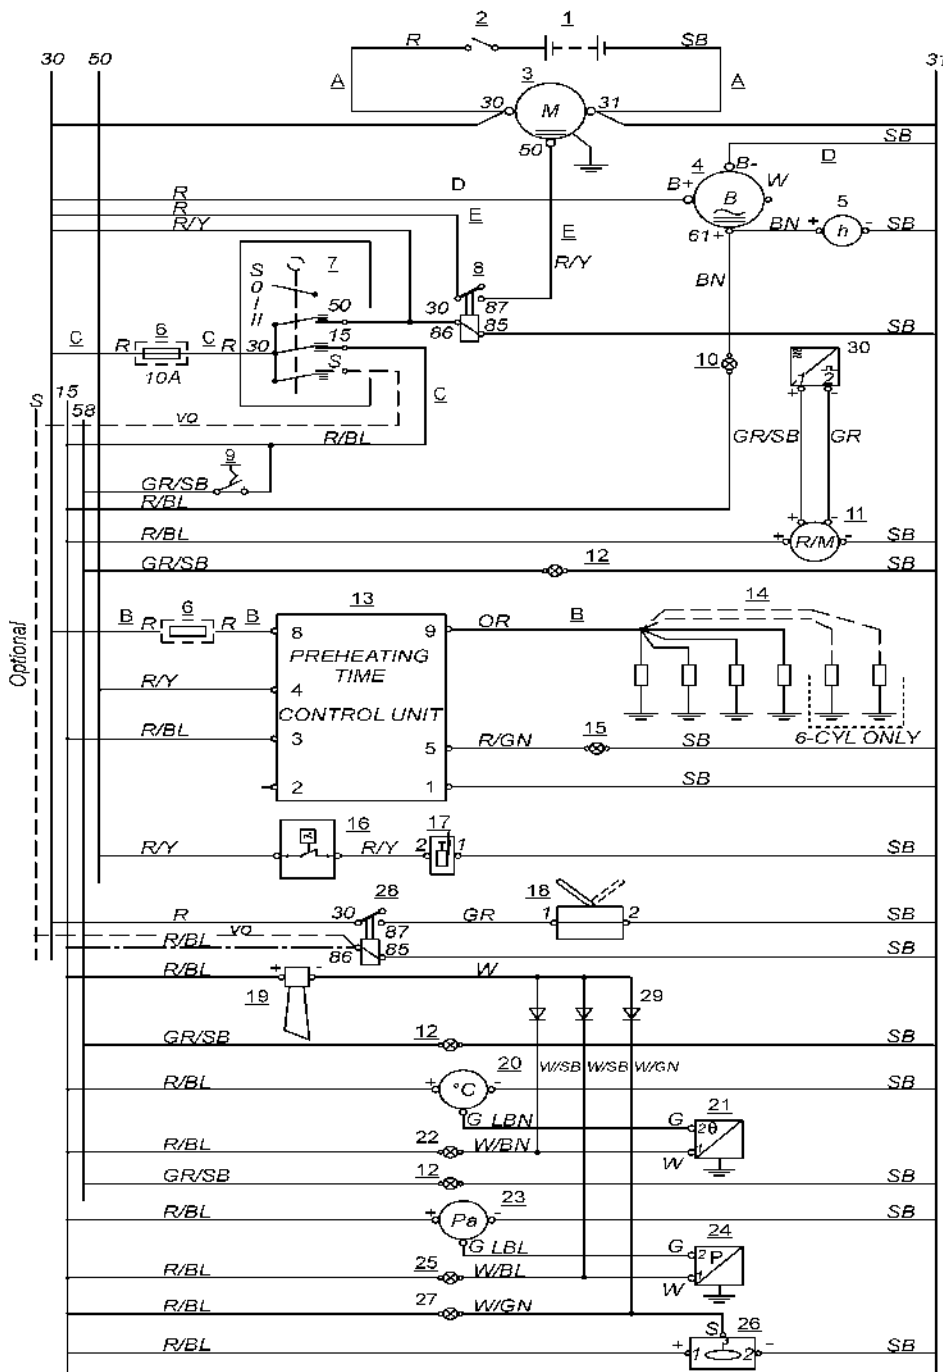 2 1
R SB
30 50 31
A 3 A
30 M 31
50 SB
4 B- D
D B+ B W
R
R E 5
R/Y 61+ BN + h - SB
E
7 8 R/Y BN
S
O
I
II
50 30 87
86 85 SB
C R 6 C R 30 15
10A S
10 30
1 2
+ -
S 15 58 vo C
R/BL GR/SB GR
9
GR/SB
R/BL
+ - 11
R/BL + R/M - SB
GR/SB 12 SB
13 14
B R 6 R B 8 9 OR B
PREHEATING
TIME
CONTROL UNIT
Optional
R/Y 4
R/BL 3 5 R/GN 15 SB
6-CYL ONLY
2 1 SB
16 17
R/Y R/Y 2 1 SB
28 18
R 30 87 GR 1 2 SB
vo
R/BL 86 85 SB
R/BL + - W
19 29
GR/SB 12 SB
W/SB W/SB W/GN
20
R/BL + °C - SB
G LBN G 2 θ 21
22
R/BL W/BN W 1
GR/SB 12 SB
23
R/BL + Pa - SB
G LBL G 2 P 24
25
R/BL W/BL W 1
R/BL 27 W/GN
S 26
R/BL + 1 2 - SB